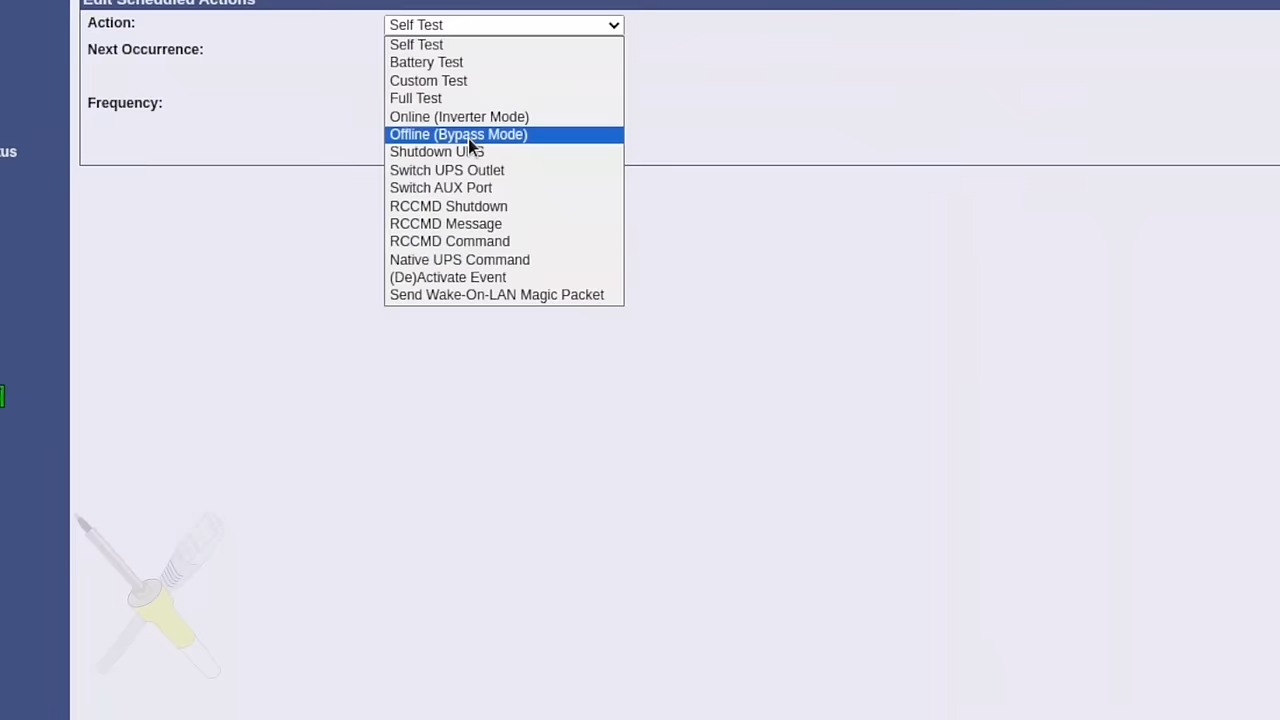 Edit Scheduled Actions
Action:
Self Test
Self Test
Next Occurrence:
Battery Test
Custom Test
Frequency:
Full Test
Online (Inverter Mode)
Offline (Bypass Mode)
Shutdown UPS
Switch UPS Outlet
Switch AUX Port
RCCMD Shutdown
RCCMD Message
RCCMD Command
Native UPS Command
(De)Activate Event
Send Wake-On-LAN Magic Packet
tus